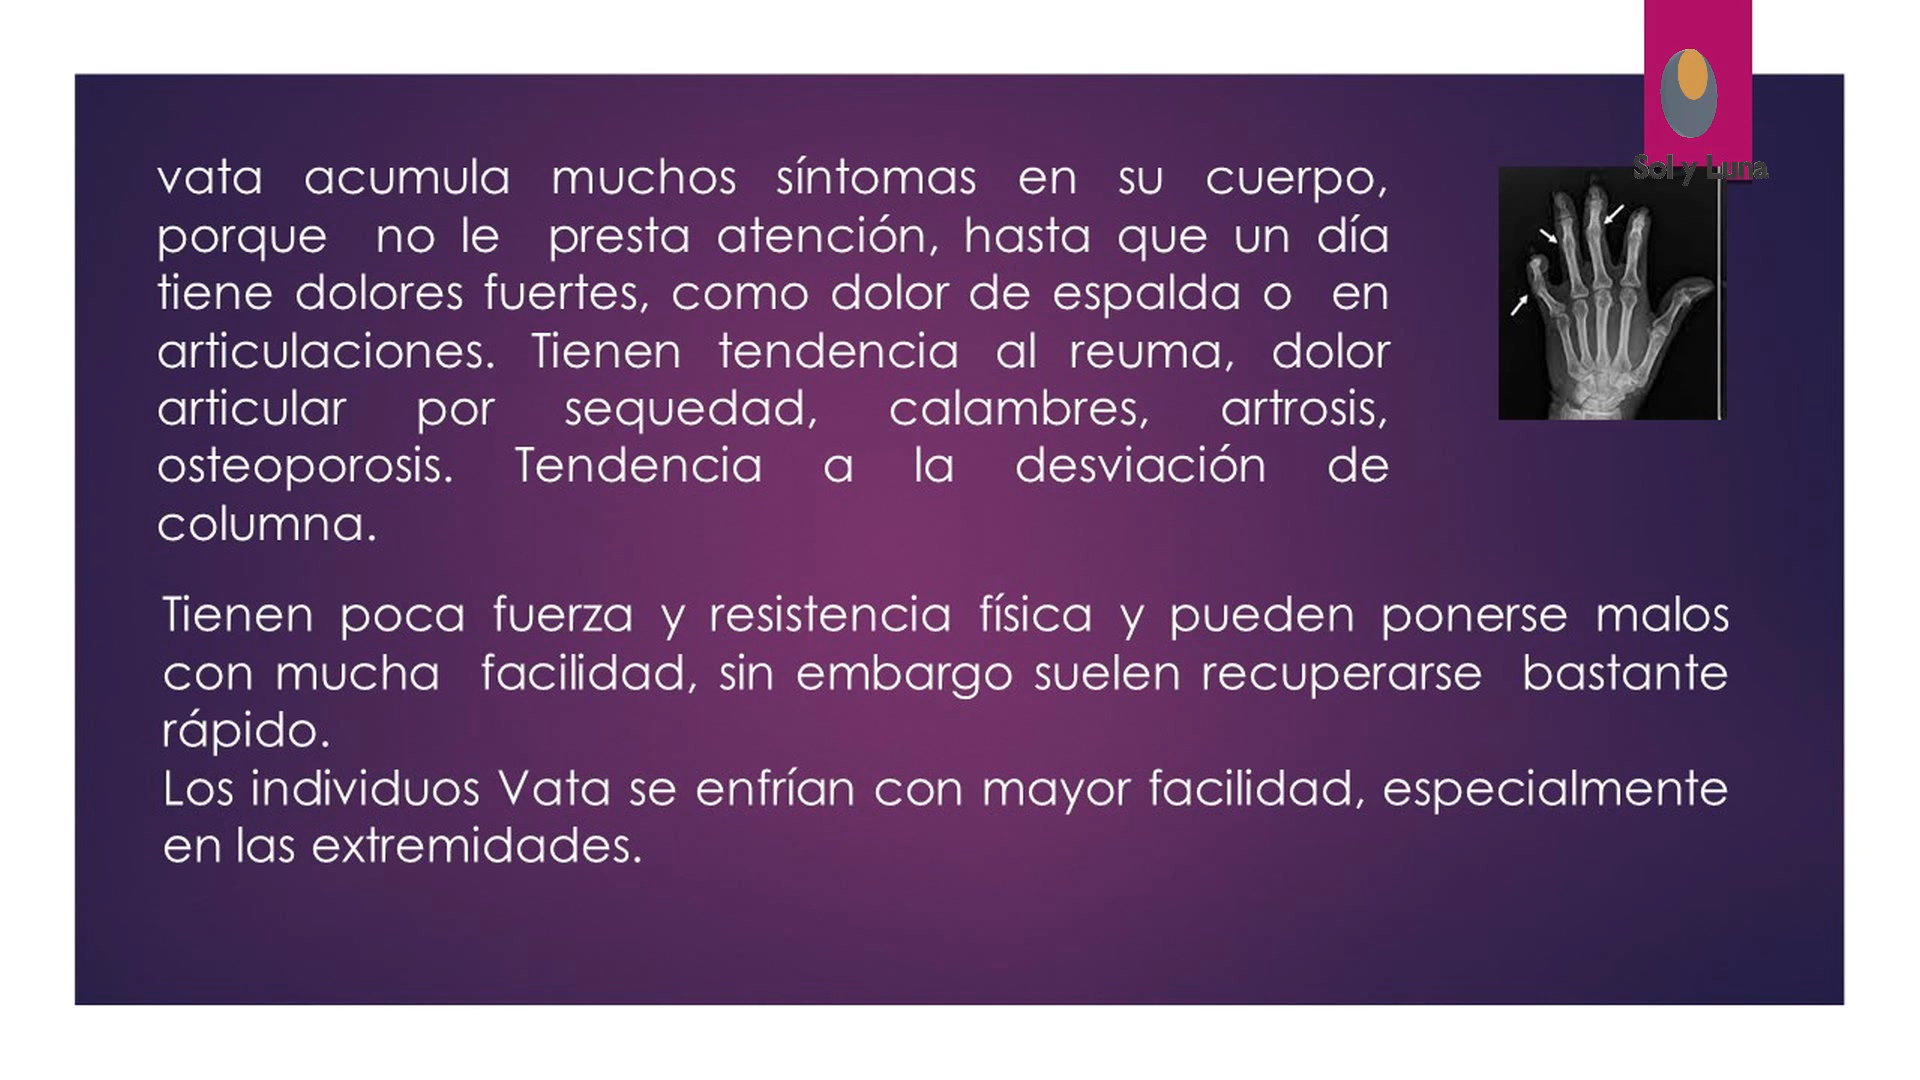 Sol y Luna
vata acumula muchos síntomas en su cuerpo,
porque no le presta atención, hasta que un día
tiene dolores fuertes, como dolor de espalda o en
articulaciones. Tienen tendencia al reuma, dolor
articular por sequedad, calambres, artrosis,
osteoporosis. Tendencia a la desviación de
columna.
Tienen poca fuerza y resistencia física y pueden ponerse malos
con mucha facilidad, sin embargo suelen recuperarse bastante
rápido.
Los individuos Vata se enfrían con mayor facilidad, especialmente
en las extremidades.